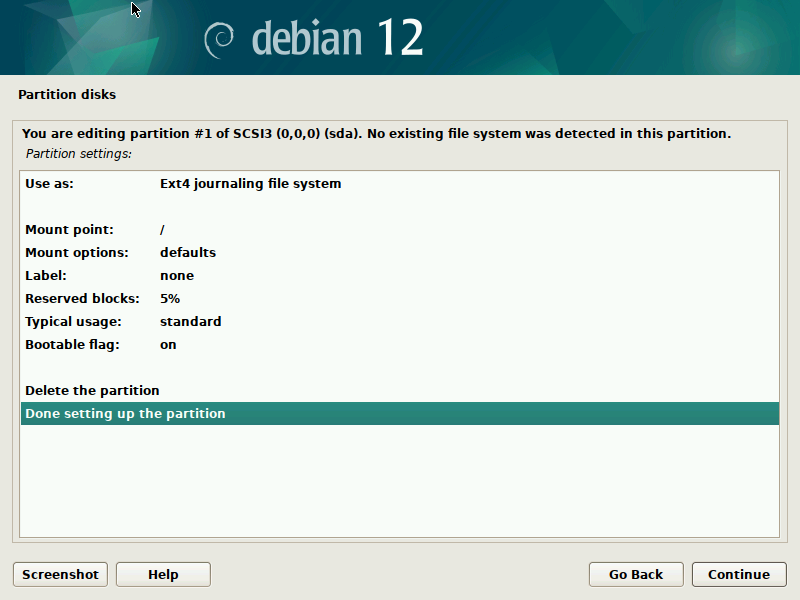 debian 12
Partition disks
You are editing partition #1 of SCSI3 (0,0,0) (sda). No existing file system was detected in this partition.
Partition settings:
Use as: Ext4 journaling file system
Mount point: /
Mount options: defaults
Label: none
Reserved blocks: 5%
Typical usage: standard
Bootable flag: on
Delete the partition
Done setting up the partition
Screenshot Help Go Back Continue